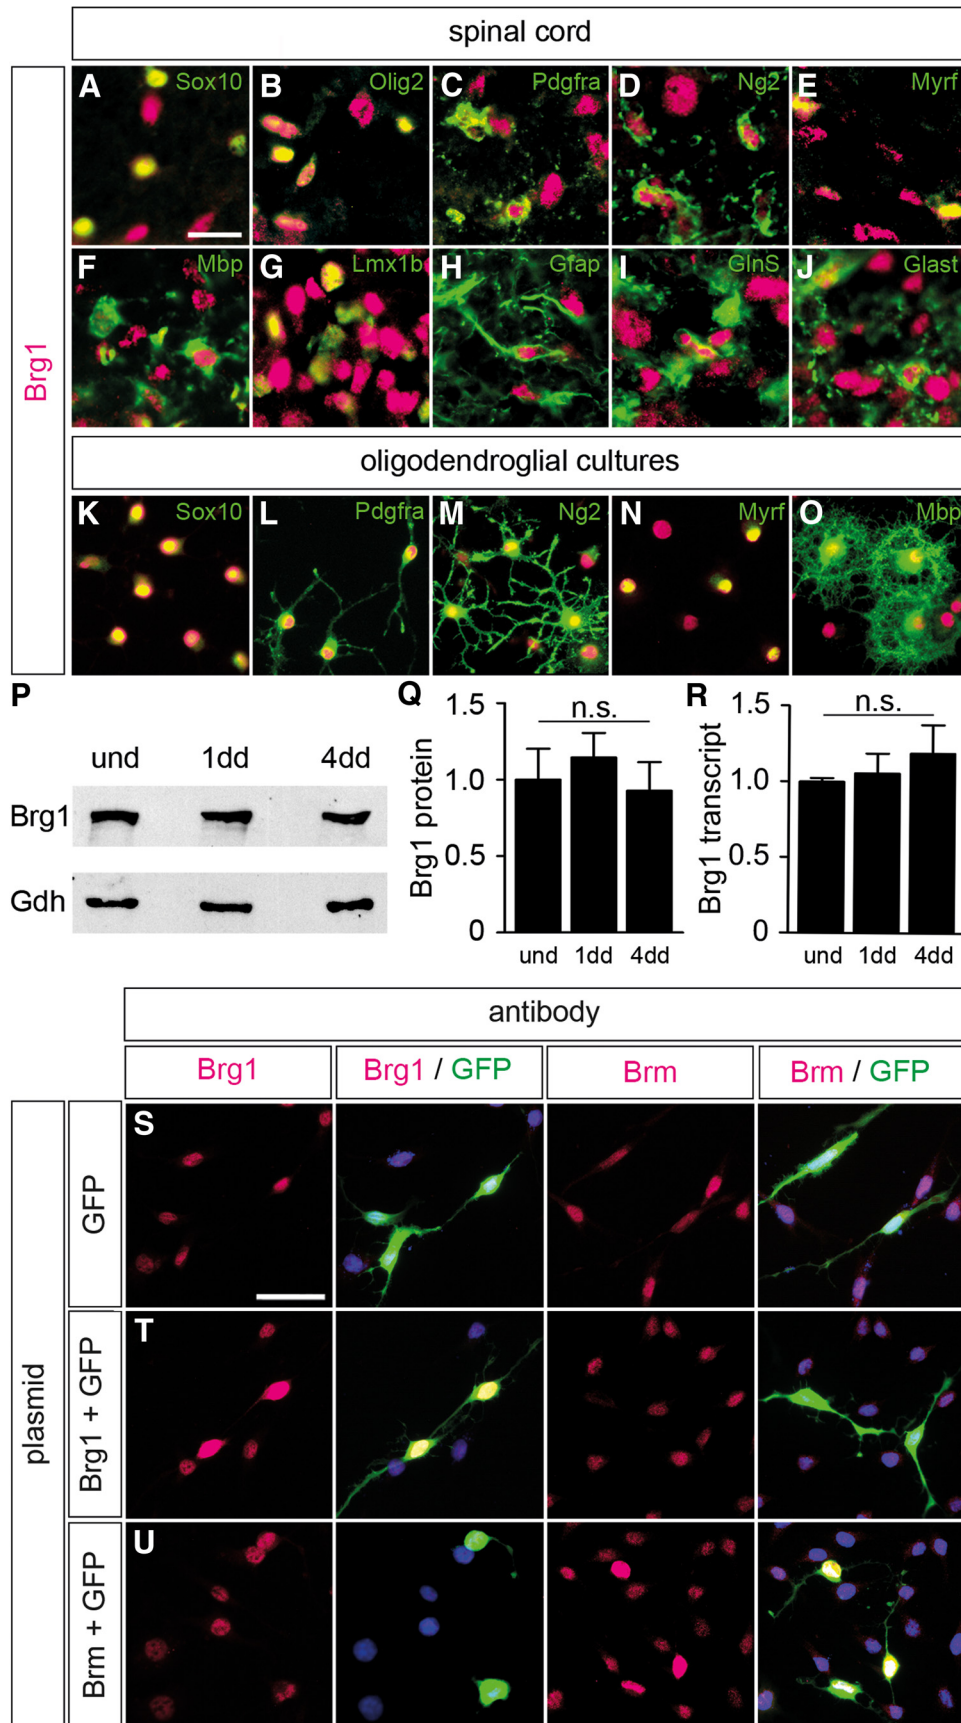 spinal cord
Brg1
A Sox10
B Olig2
C Pdgfra
D Ng2
E Myrf
F Mbp
G Lmx1b
H Gfap
I GlnS
J Glast
oligodendroglial cultures
K Sox10
L Pdgfra
M Ng2
N Myrf
O Mbp
P
und 1dd 4dd
Brg1
Gdh
Q
Brg1 protein
1.5
1.0
0.5
0
n.s.
und 1dd 4dd
R
Brg1 transcript
1.5
1.0
0.5
0
n.s.
und 1dd 4dd
antibody
Brg1
Brg1 / GFP
Brm
Brm / GFP
plasmid
GFP
S
Brg1 + GFP
T
Brm + GFP
U